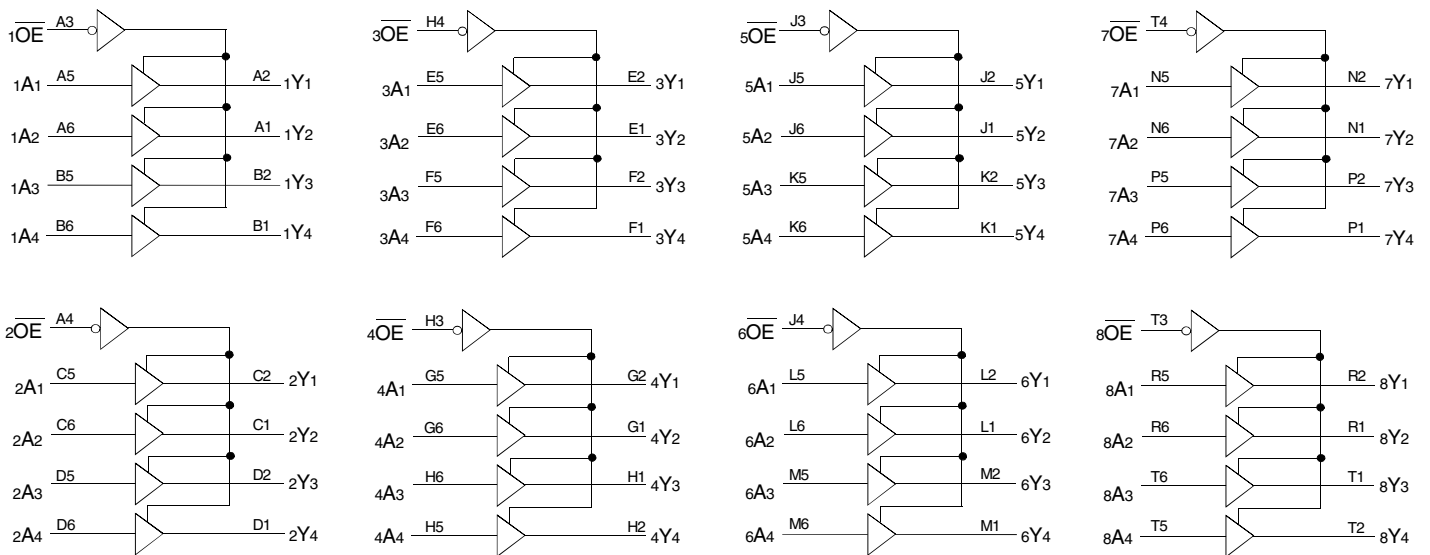 1OE A3
1A1 A5 A2 1Y1
1A2 A6 A1 1Y2
1A3 B5 B2 1Y3
1A4 B6 B1 1Y4
3OE H4
3A1 E5 E2 3Y1
3A2 E6 E1 3Y2
3A3 F5 F2 3Y3
3A4 F6 F1 3Y4
5OE J3
5A1 J5 J2 5Y1
5A2 J6 J1 5Y2
5A3 K5 K2 5Y3
5A4 K6 K1 5Y4
7OE T4
7A1 N5 N2 7Y1
7A2 N6 N1 7Y2
7A3 P5 P2 7Y3
7A4 P6 P1 7Y4
2OE A4
2A1 C5 C2 2Y1
2A2 C6 C1 2Y2
2A3 D5 D2 2Y3
2A4 D6 D1 2Y4
4OE H3
4A1 G5 G2 4Y1
4A2 G6 G1 4Y2
4A3 H6 H1 4Y3
4A4 H5 H2 4Y4
6OE J4
6A1 L5 L2 6Y1
6A2 L6 L1 6Y2
6A3 M5 M2 6Y3
6A4 M6 M1 6Y4
8OE T3
8A1 R5 R2 8Y1
8A2 R6 R1 8Y2
8A3 T6 T1 8Y3
8A4 T5 T2 8Y4